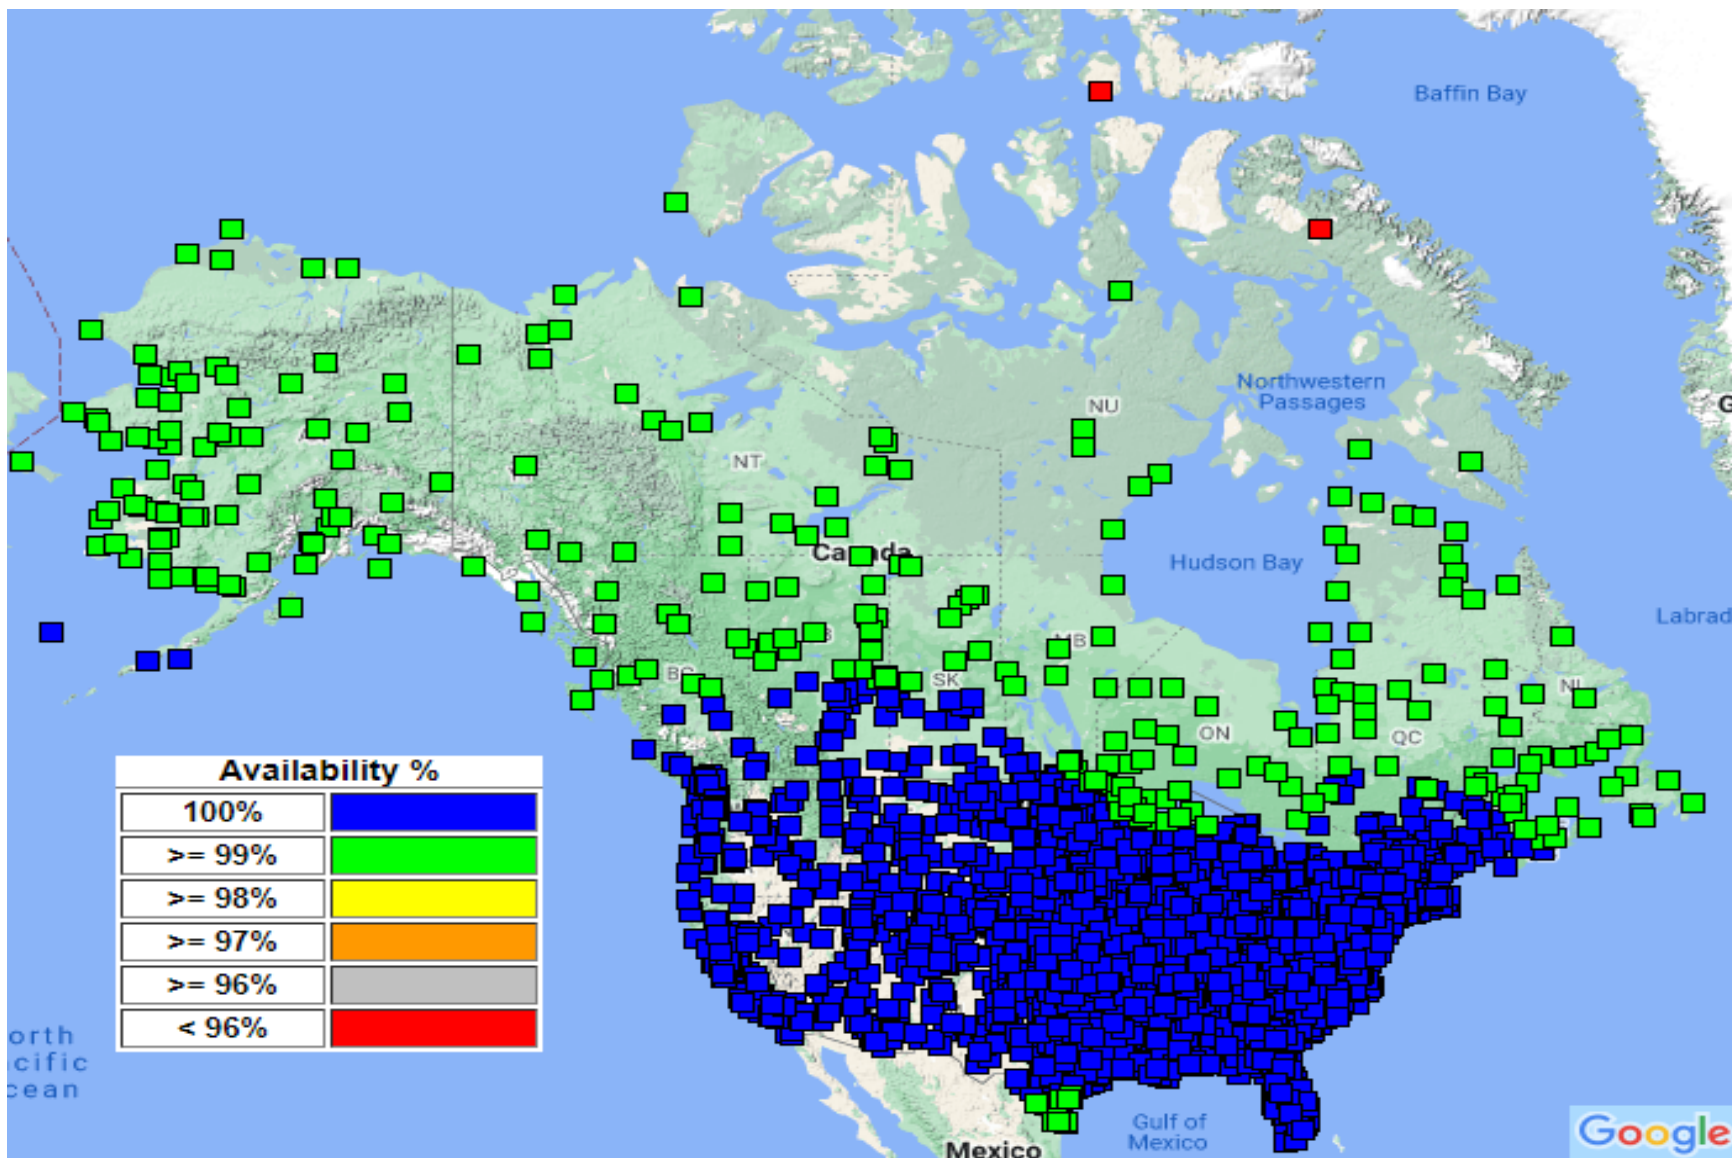 Baffin Bay
Northwestern
Passages
NU
NT
Canada
Hudson Bay
Labrad
MB
BC
SK
NL
ON
QC
Availability %
100%
>= 99%
>= 98%
>= 97%
>= 96%
< 96%
orth
acific
cean
Gulf of
Mexico
Mexico
Google